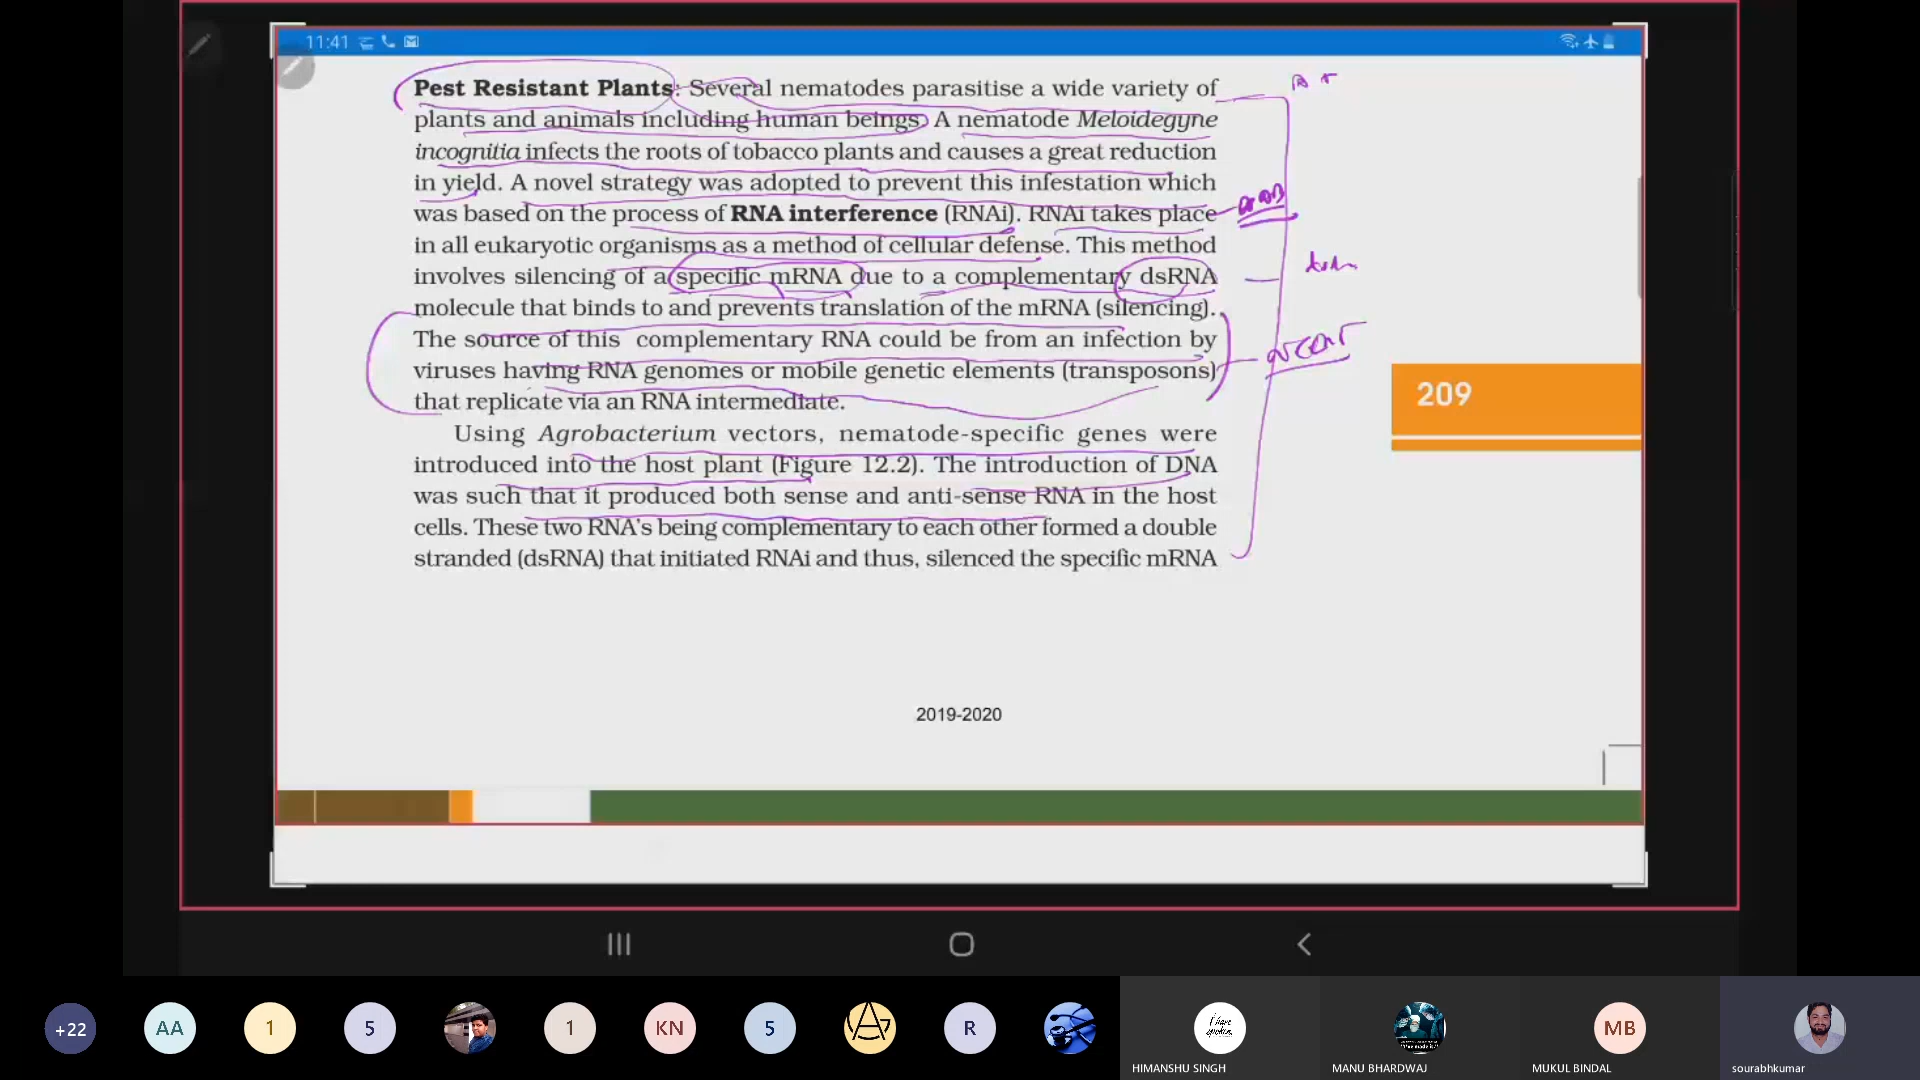 11:41
Pest Resistant Plants: Several nematodes parasitise a wide variety of
plants and animals including human beings. A nematode Meloidegyne
incognitia infects the roots of tobacco plants and causes a great reduction
in yield. A novel strategy was adopted to prevent this infestation which
was based on the process of RNA interference (RNAi). RNAi takes place
in all eukaryotic organisms as a method of cellular defense. This method
involves silencing of a specific mRNA due to a complementary dsRNA
molecule that binds to and prevents translation of the mRNA (silencing).
The source of this complementary RNA could be from an infection by
viruses having RNA genomes or mobile genetic elements (transposons)
that replicate via an RNA intermediate.
209
Using Agrobacterium vectors, nematode-specific genes were
introduced into the host plant (Figure 12.2). The introduction of DNA
was such that it produced both sense and anti-sense RNA in the host
cells. These two RNA's being complementary to each other formed a double
stranded (dsRNA) that initiated RNAi and thus, silenced the specific mRNA
2019-2020
+22
AA
1
5
1
KN
5
R
MB
HIMANSHU SINGH
MANU BHARDWAJ
MUKUL BINDAL
sourabhkumar